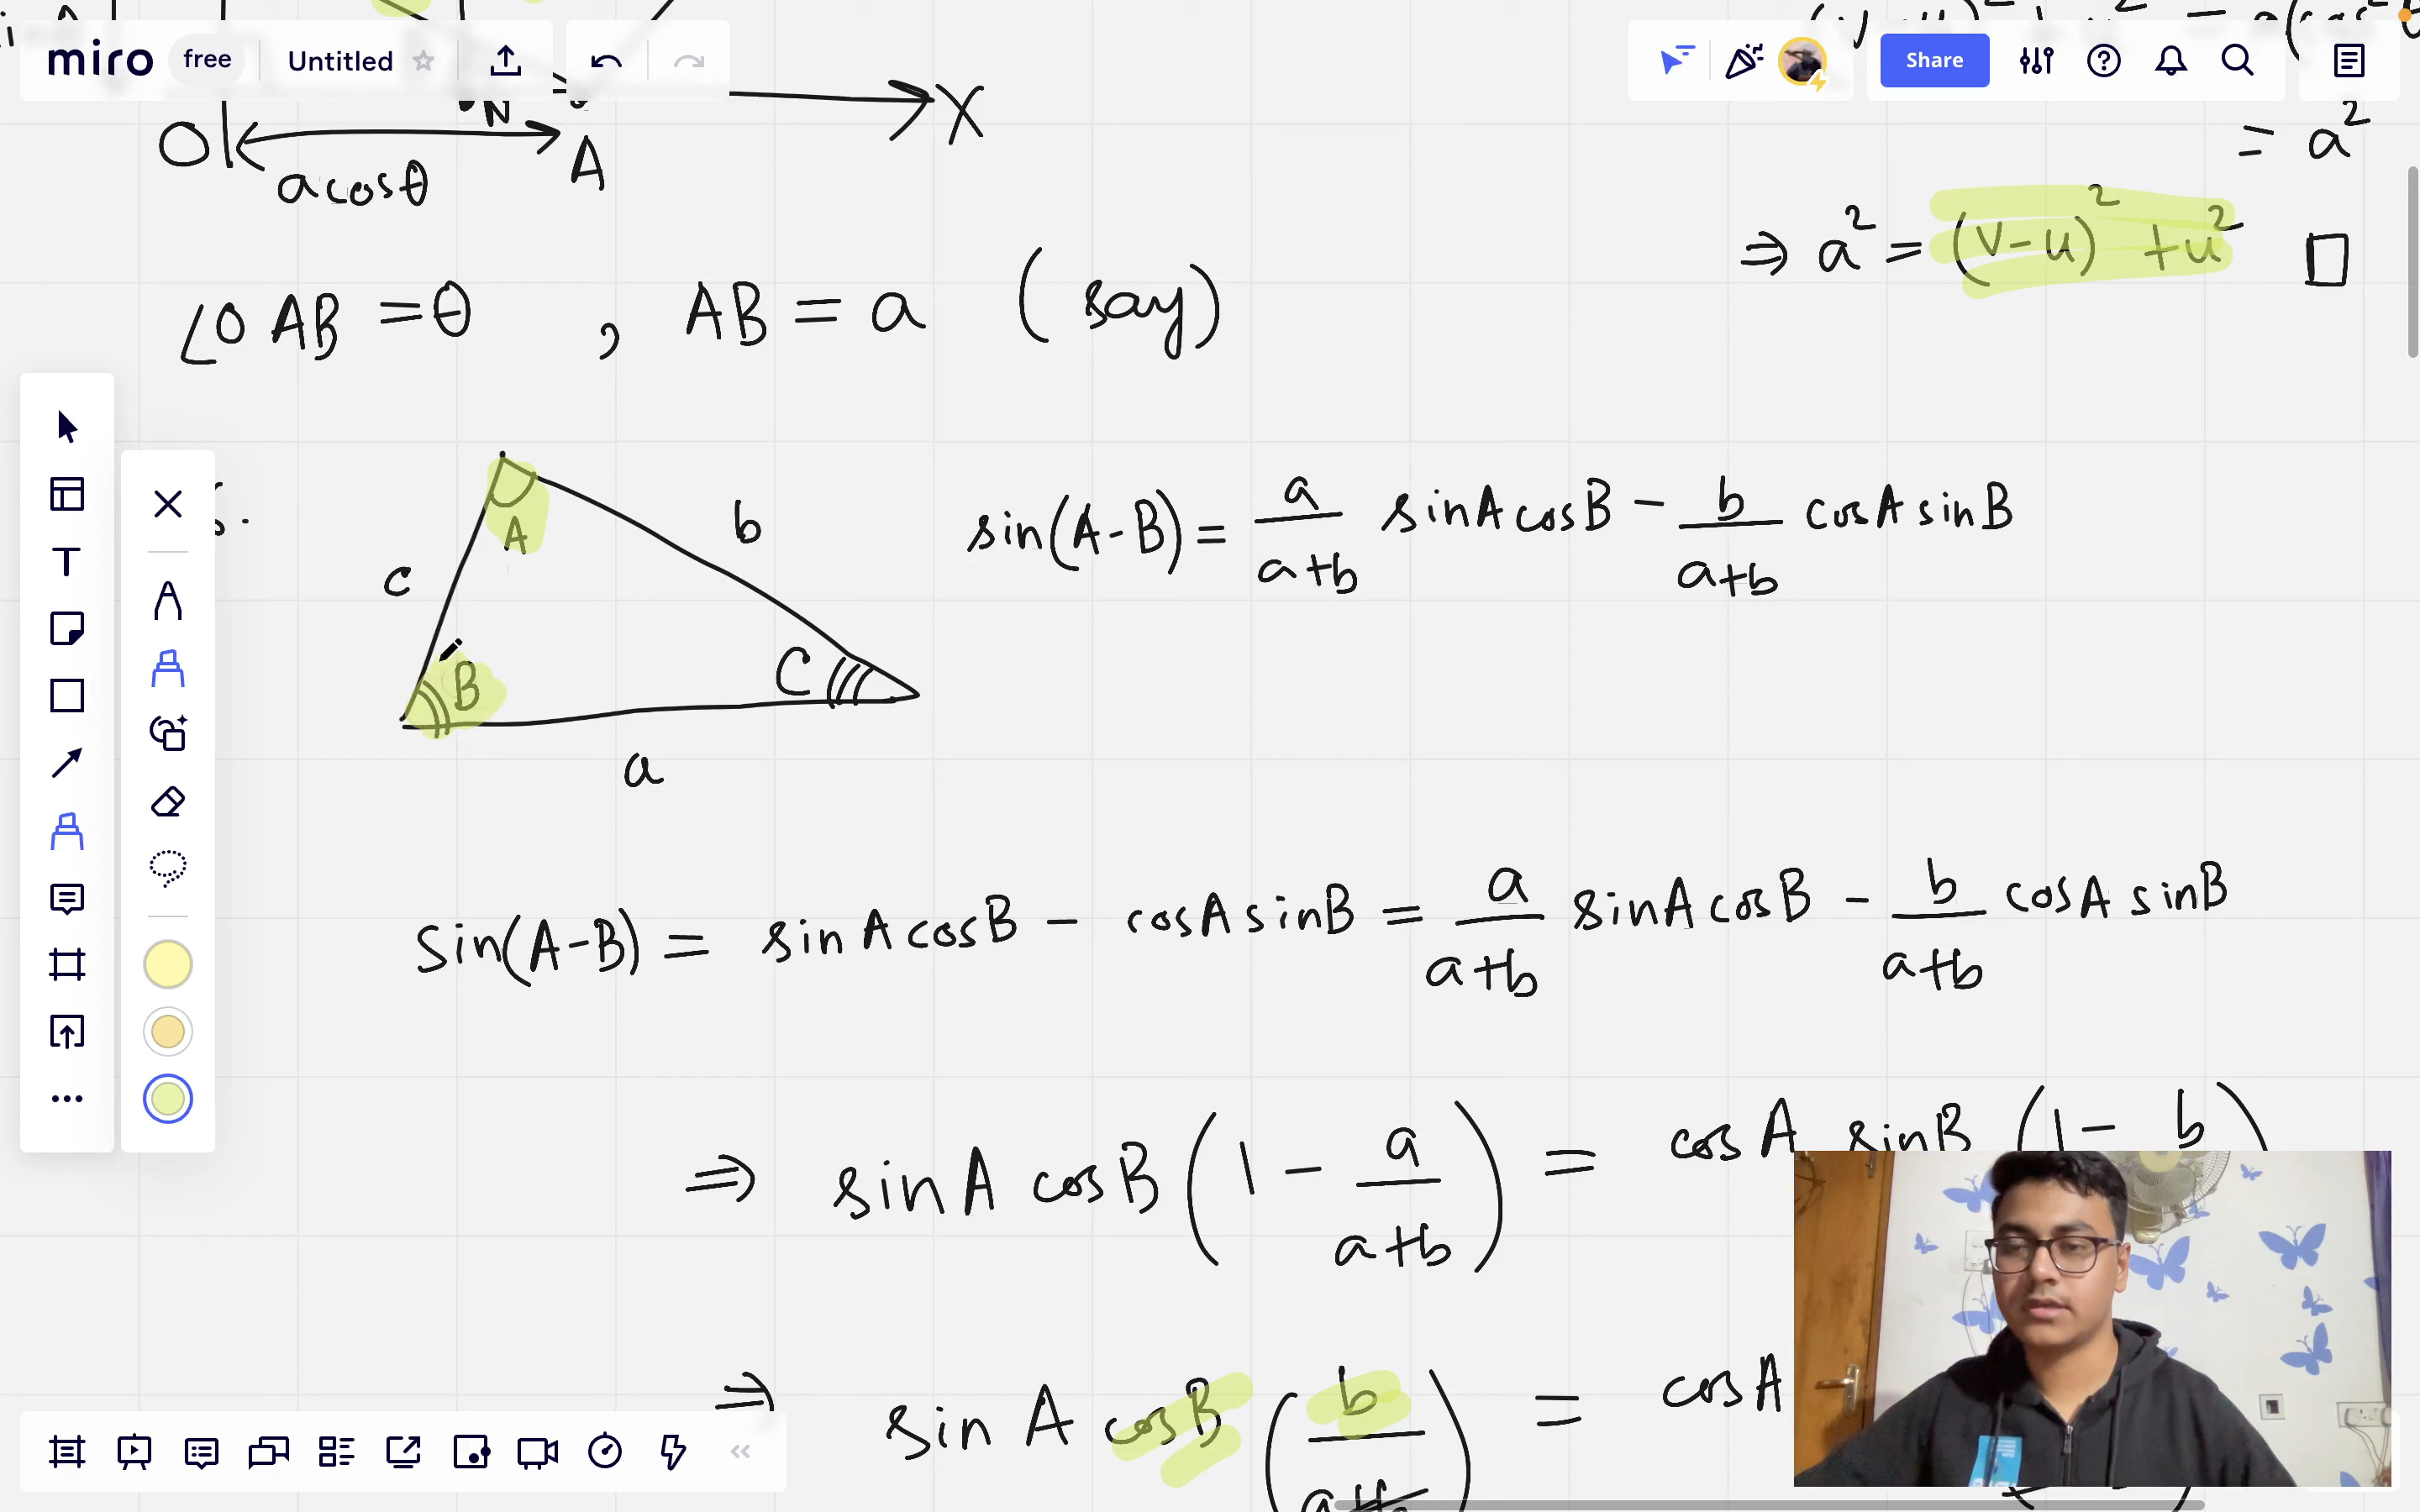 miro free Untitled
Share
N
O
X
a cos θ
A
= a²
⇒ a² = (v-u)² + u² □
∠OAB = θ , AB = a (say)
A
b
c
B
C
a
sin(A-B) = a/(a+b) sinA cosB - b/(a+b) cosA sinB
sin(A-B) = sinA cosB - cosA sinB = a/(a+b) sinA cosB - b/(a+b) cosA sinB
⇒ sinA cosB (1 - a/(a+b)) = cosA sinB (1 - b
⇒ sin A cosB (b/(a+b) = cosA